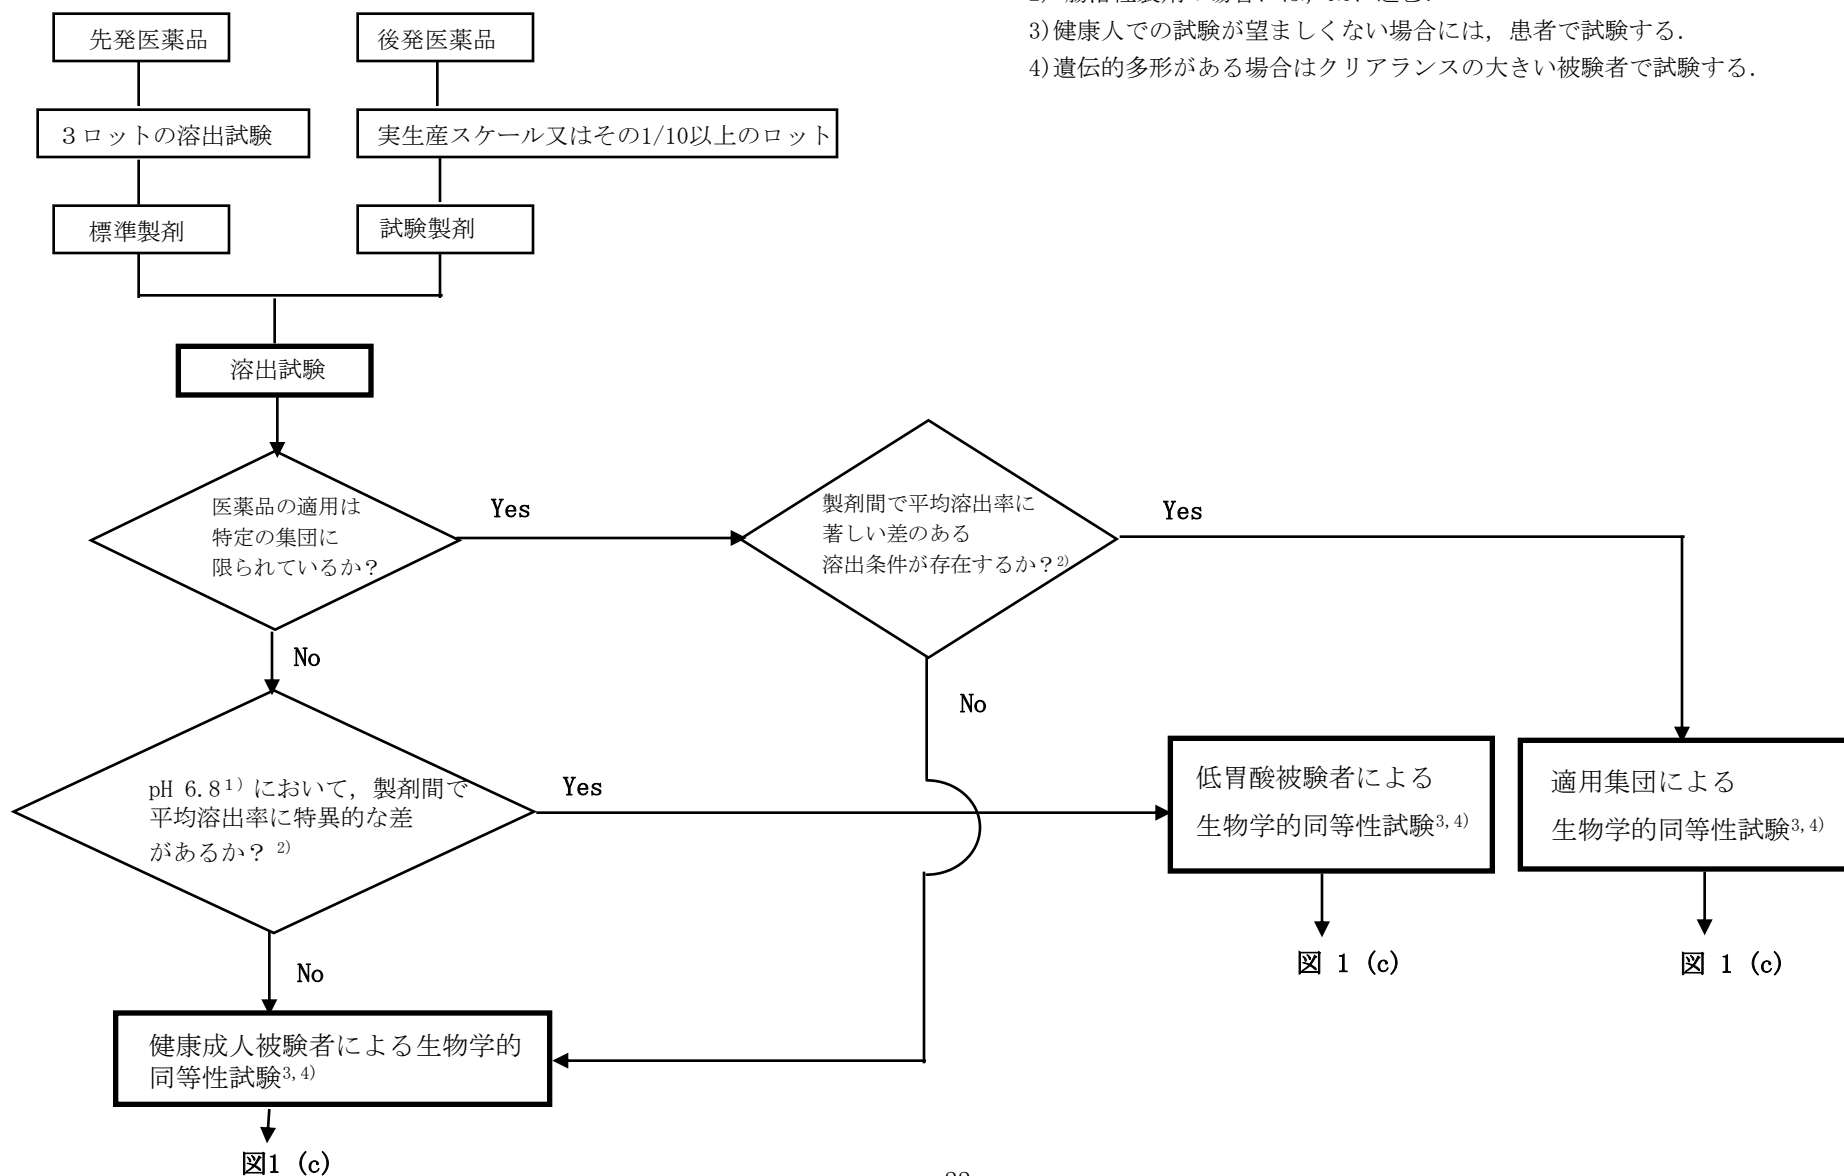 3)健康人での試験が望ましくない場合には，患者で試験する．
4)遺伝的多形がある場合はクリアランスの大きい被験者で試験する．
先発医薬品
後発医薬品
３ロットの溶出試験
実生産スケール又はその1/10以上のロット
標準製剤
試験製剤
溶出試験
医薬品の適用は
特定の集団に
限られているか？
Yes
製剤間で平均溶出率に
著しい差のある
溶出条件が存在するか？2)
Yes
No
No
pH 6.81) において，製剤間で
平均溶出率に特異的な差
があるか？ 2)
Yes
低胃酸被験者による
生物学的同等性試験3,4)
適用集団による
生物学的同等性試験3,4)
図 1 (c)
図 1 (c)
No
健康成人被験者による生物学的
同等性試験3,4)
図1 (c)